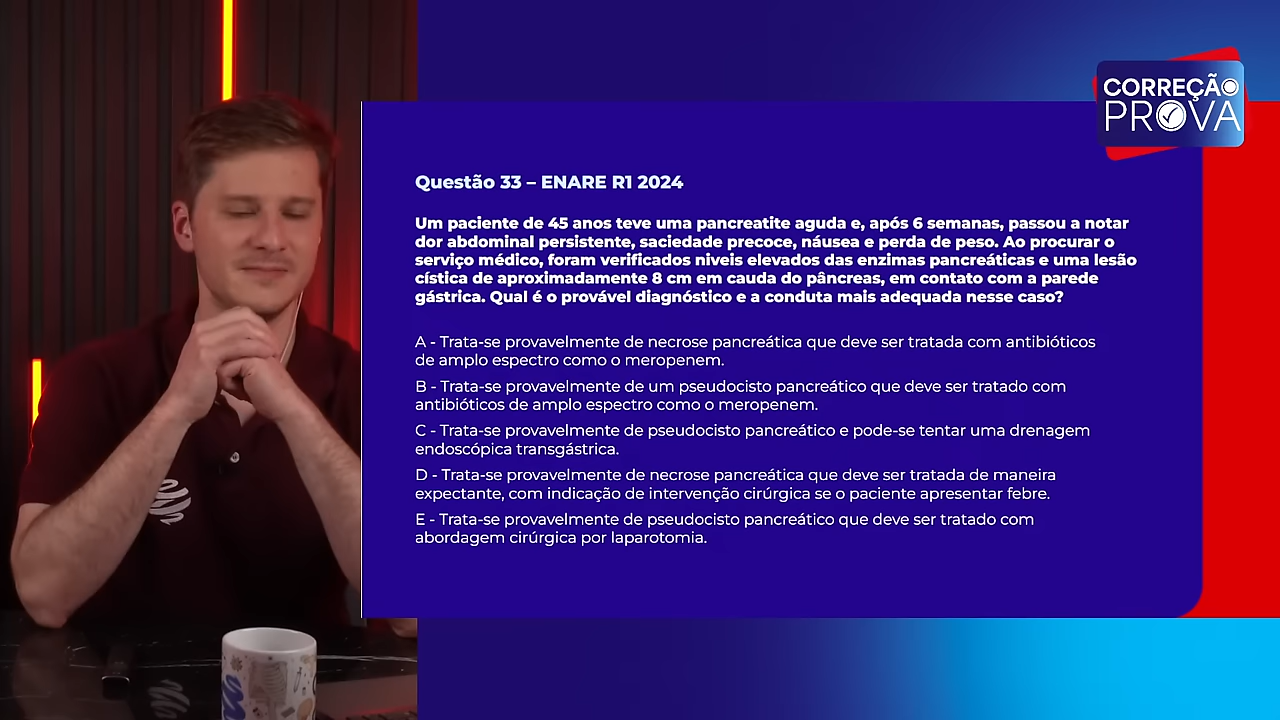 CORREÇÃO
PROVA
Questão 33 – ENARE R1 2024
Um paciente de 45 anos teve uma pancreatite aguda e, após 6 semanas, passou a notar
dor abdominal persistente, saciedade precoce, náusea e perda de peso. Ao procurar o
serviço médico, foram verificados niveis elevados das enzimas pancreáticas e uma lesão
cística de aproximadamente 8 cm em cauda do pâncreas, em contato com a parede
gástrica. Qual é o provável diagnóstico e a conduta mais adequada nesse caso?
A - Trata-se provavelmente de necrose pancreática que deve ser tratada com antibióticos
de amplo espectro como o meropenem.
B - Trata-se provavelmente de um pseudocisto pancreático que deve ser tratado com
antibióticos de amplo espectro como o meropenem.
C - Trata-se provavelmente de pseudocisto pancreático e pode-se tentar uma drenagem
endoscópica transgástrica.
D - Trata-se provavelmente de necrose pancreática que deve ser tratada de maneira
expectante, com indicação de intervenção cirúrgica se o paciente apresentar febre.
E - Trata-se provavelmente de pseudocisto pancreático que deve ser tratado com
abordagem cirúrgica por laparotomia.